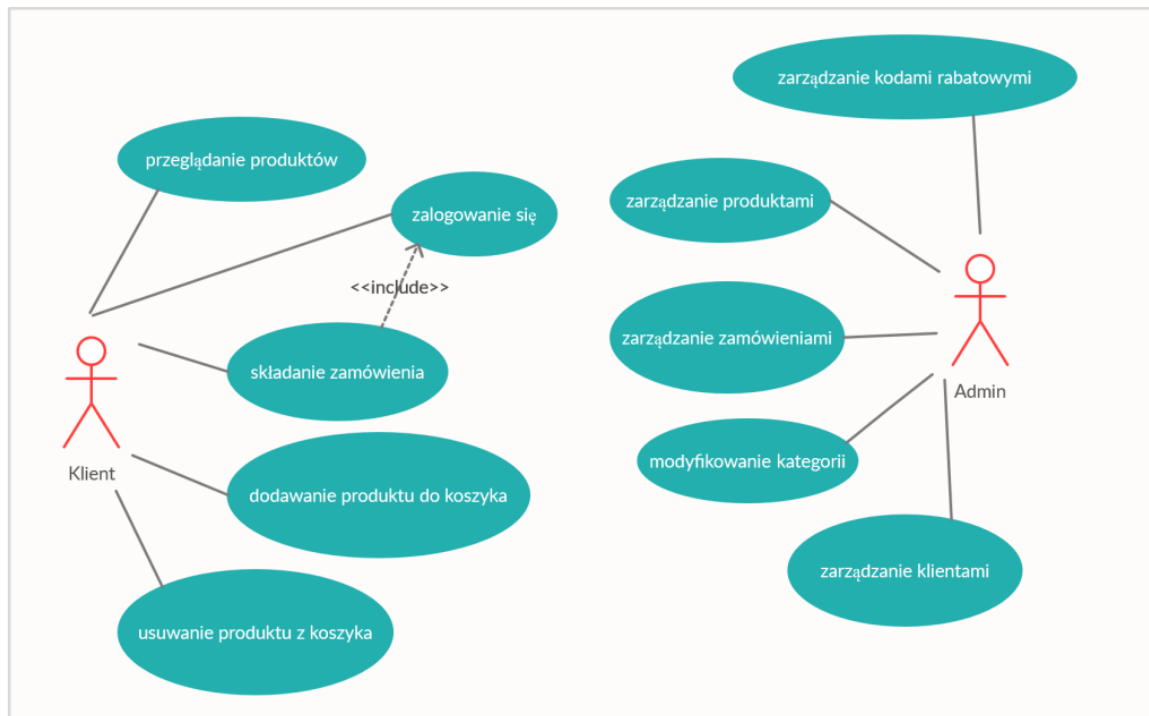 zarządzanie kodami rabatowymi
przeglądanie produktów
zarządzanie produktami
zalogowanie się
<<include>>
zarządzanie zamówieniami
składanie zamówienia
Admin
modyfikowanie kategorii
Klient
dodawanie produktu do koszyka
zarządzanie klientami
usuwanie produktu z koszyka